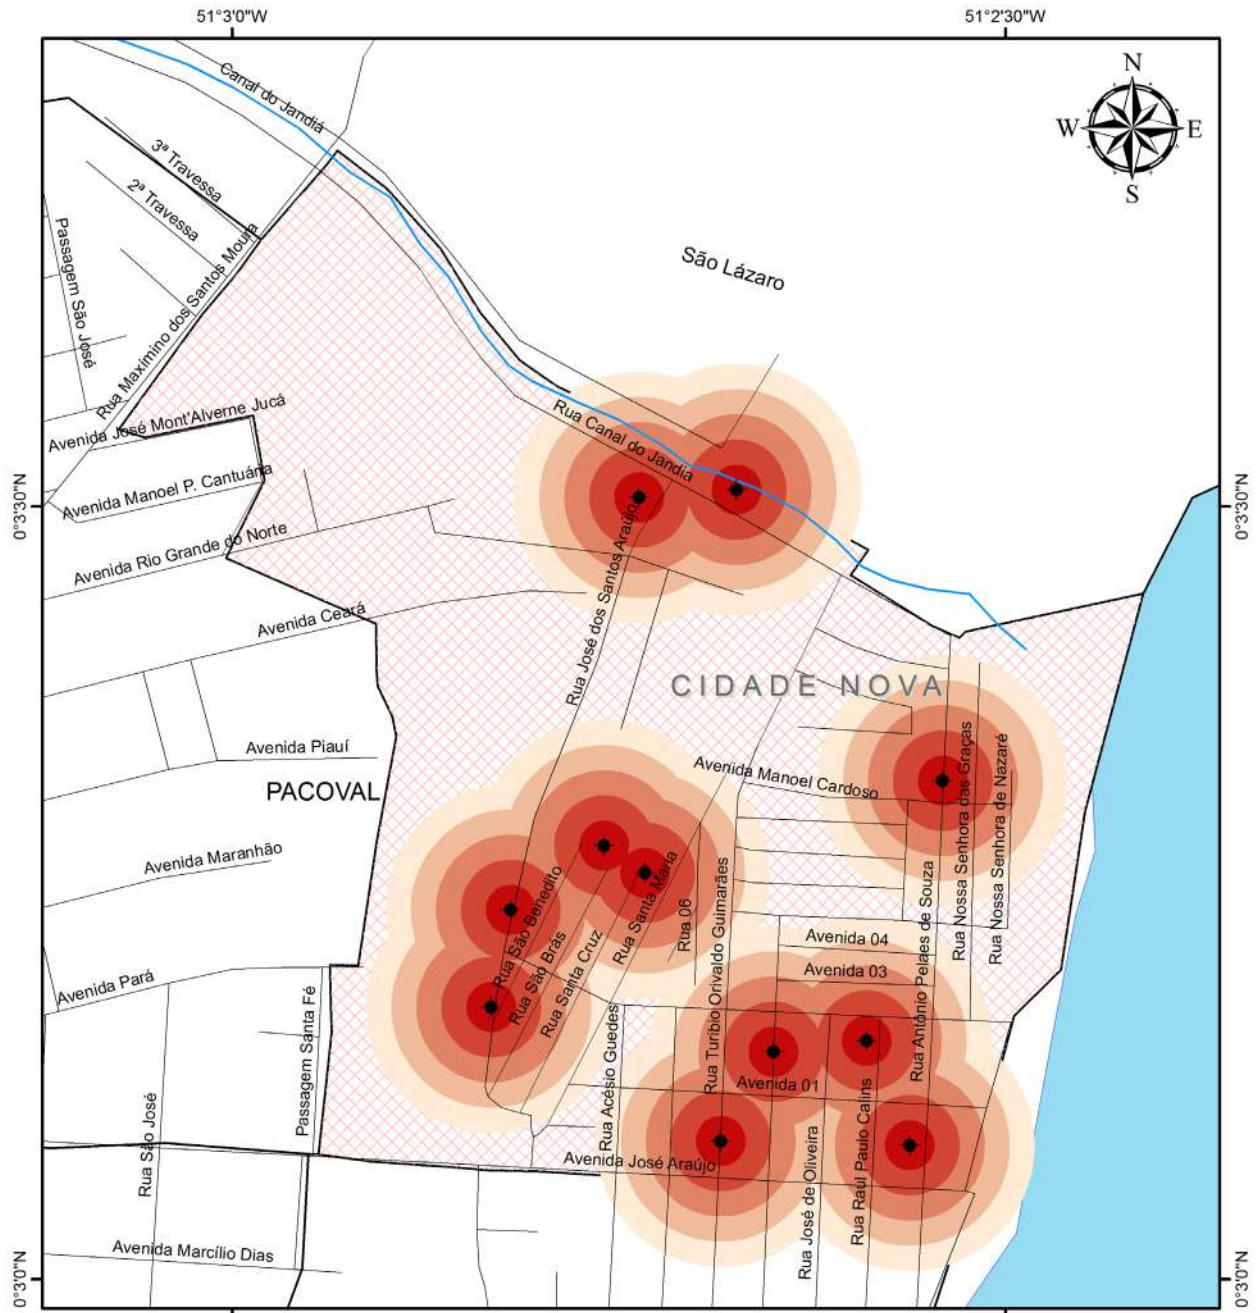 51°3'0"W
51°2'30"W
Canal do Jandiá
N
W
E
S
3ª Travessa
2ª Travessa
Passagem São José
Rua Maximino dos Santos Moura
São Lázaro
Avenida José Mont'Alverne Jucá
Rua Canal do Jandia
Avenida Manoel P. Cantuária
0°3'30"N
0°3'30"N
Avenida Rio Grande do Norte
Rua José dos Santos Araújo
Avenida Ceará
CIDADE NOVA
Avenida Piauí
Avenida Manoel Cardoso
Rua Nossa Senhora das Graças
Rua Nossa Senhora de Nazaré
PACOVAL
Avenida Maranhão
Rua São Benedito
Rua São Brás
Rua Santa Cruz
Rua Santa Maria
Rua 06
Rua Turibio Orivaldo Guimarães
Rua Antônio Pelaes de Souza
Avenida 04
Avenida 03
Avenida Pará
Passagem Santa Fé
Rua Acésio Guedes
Avenida 01
Rua São José
Avenida José Araújo
Rua José de Oliveira
Rua Raul Paulo Calins
Avenida Marcílio Dias
0°3'0"N
0°3'0"N